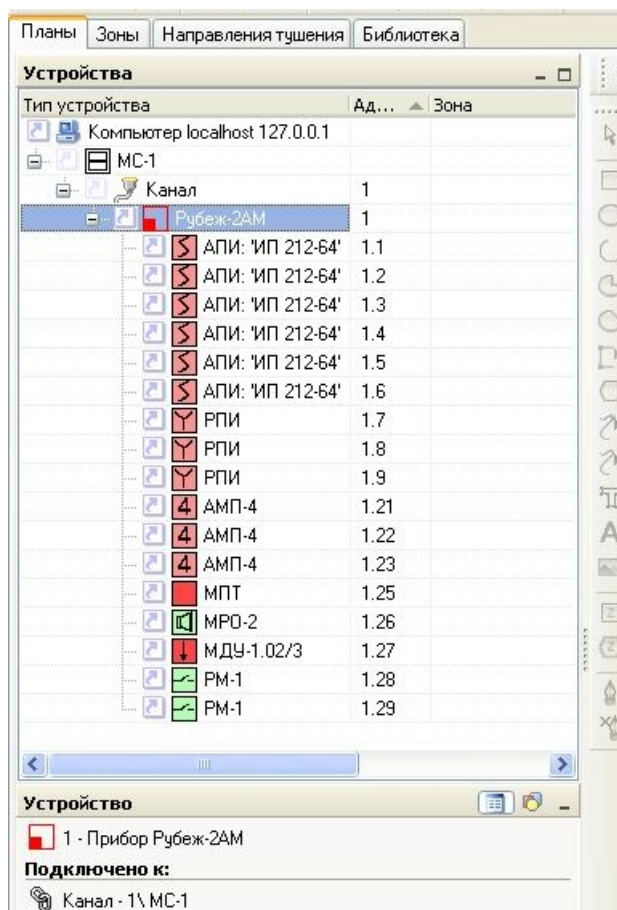 Планы Зоны Направления тушения Библиотека
Устройства
Тип устройства Ад... Зона
Компьютер localhost 127.0.0.1
МС-1
Канал 1
Рубеж-2АМ 1
АПИ: 'ИП 212-64' 1.1
АПИ: 'ИП 212-64' 1.2
АПИ: 'ИП 212-64' 1.3
АПИ: 'ИП 212-64' 1.4
АПИ: 'ИП 212-64' 1.5
АПИ: 'ИП 212-64' 1.6
РПИ 1.7
РПИ 1.8
РПИ 1.9
4 АМП-4 1.21
4 АМП-4 1.22
4 АМП-4 1.23
МПТ 1.25
МРО-2 1.26
МДУ-1.02/3 1.27
РМ-1 1.28
РМ-1 1.29
Устройство
1 - Прибор Рубеж-2АМ
Подключено к:
Канал - 1\ МС-1